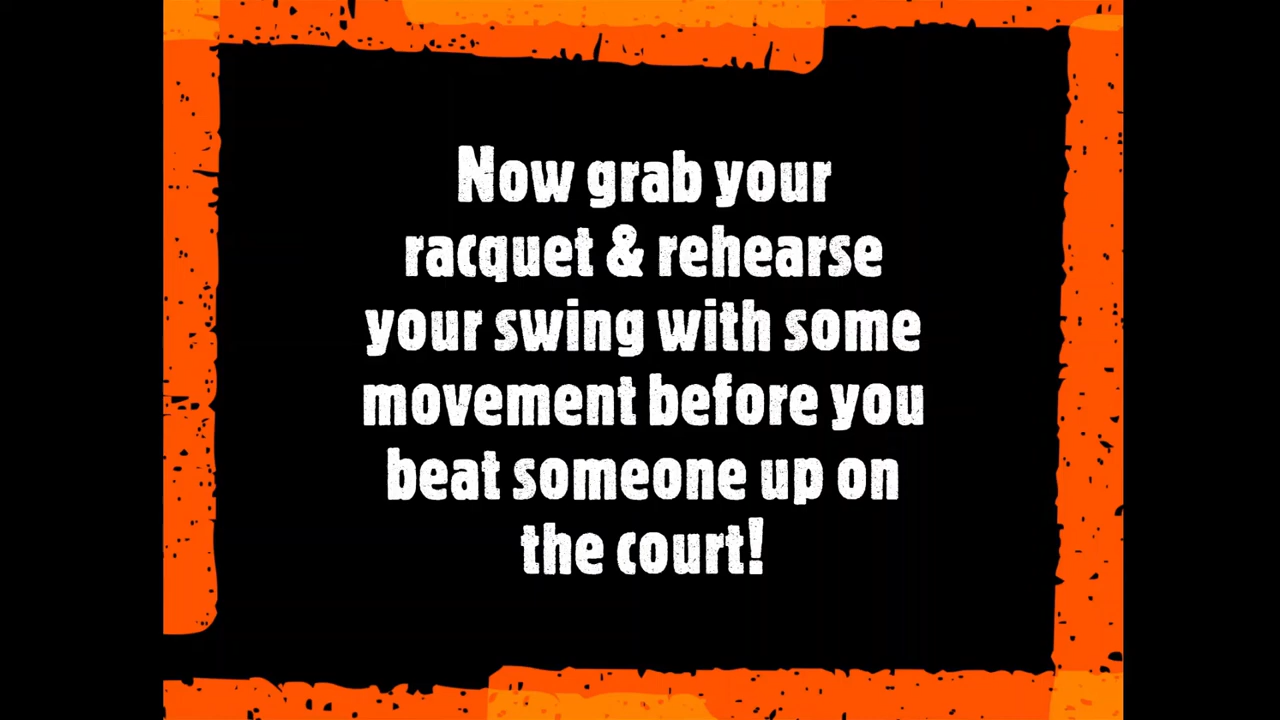 Now grab your
racquet & rehearse
your swing with some
movement before you
beat someone up on
the court!